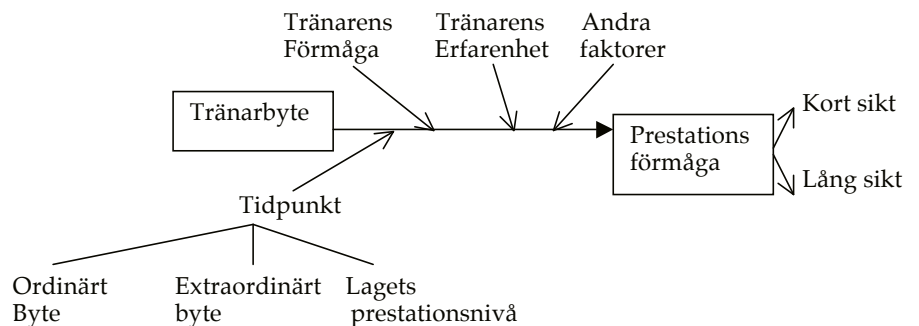 Tränarens
Förmåga
Tränarens
Erfarenhet
Andra
faktorer
Tränarbyte
Prestations
förmåga
Kort sikt
Lång sikt
Tidpunkt
Ordinärt
Byte
Extraordinärt
byte
Lagets
prestationsnivå